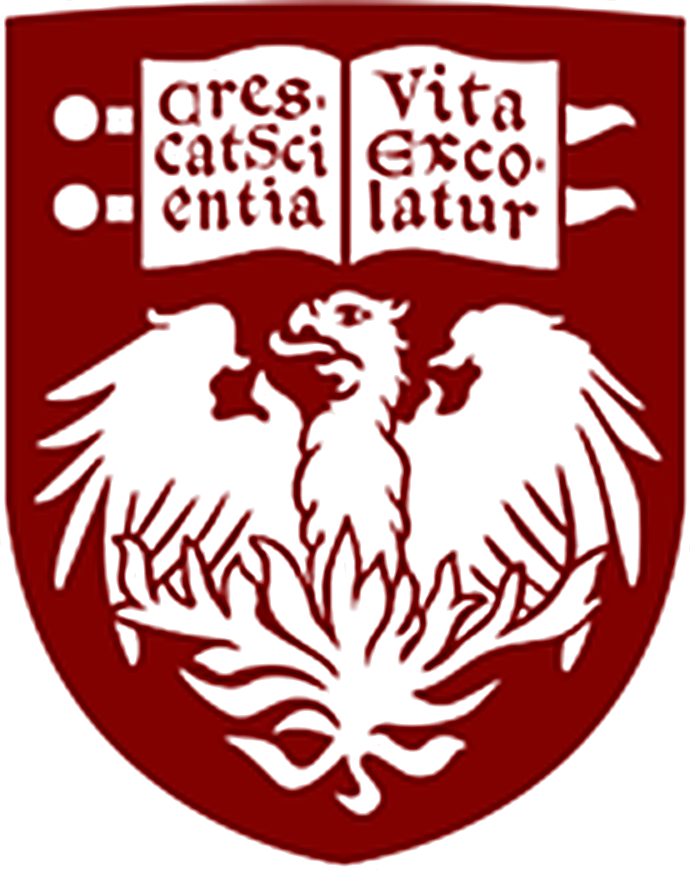 Cres-
catSci
entia
Vita
Exco-
latur